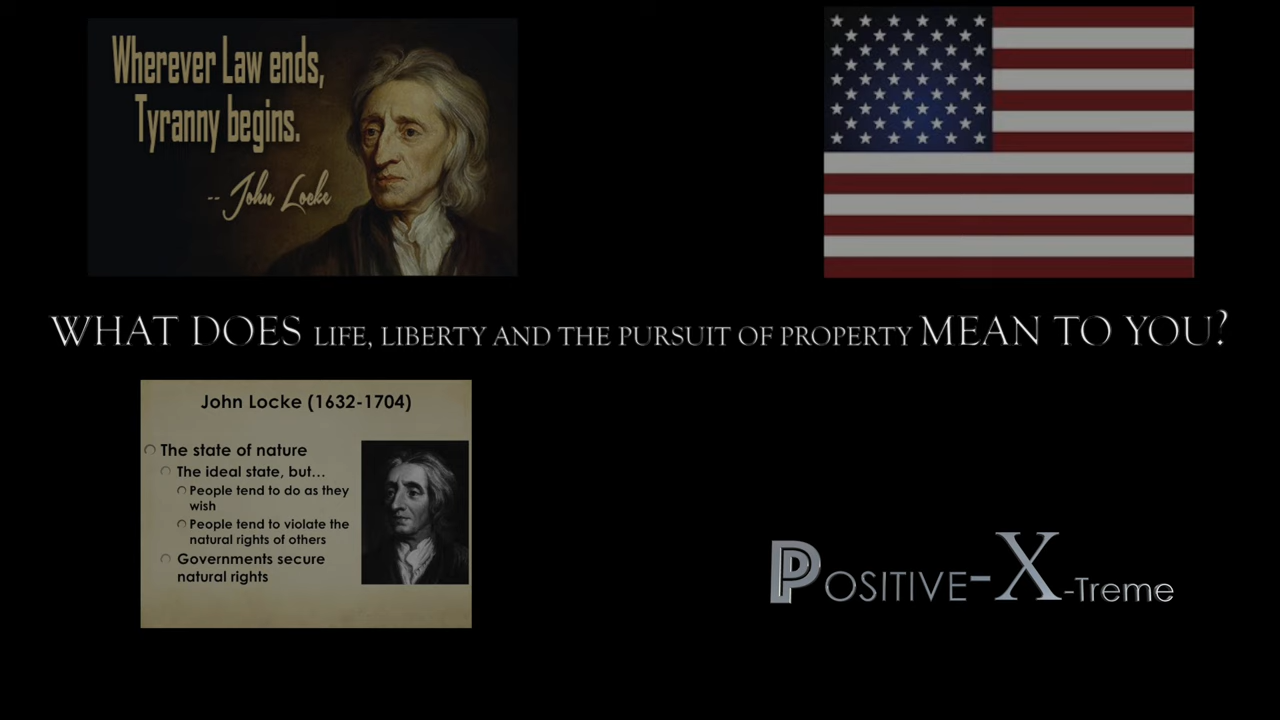 Wherever Law ends,
Tyranny begins.
-- John Locke
WHAT DOES LIFE, LIBERTY AND THE PURSUIT OF PROPERTY MEAN TO YOU?
John Locke (1632-1704)
The state of nature
The ideal state, but...
People tend to do as they
wish
People tend to violate the
natural rights of others
Governments secure
natural rights
POSITIVE-X-Treme